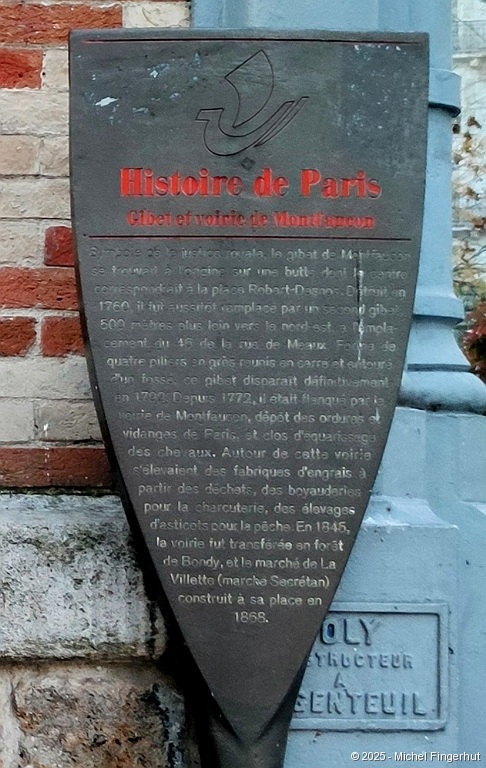 Histoire de Paris
Gibet et voirie de Montfaucon
Symbole de la justice royale, le gibet de Montfaucon
se trouvait à l'origine sur une butte dont le centre
correspondrait à la place Robert-Desnos. Détruit en
1760, il fut aussitôt remplacé par un second gibet
500 mètres plus loin vers le nord-est, à l'empla-
cement du 46 de la rue de Meaux. Formé de
quatre piliers en grès réunis en carré et entouré
d'un fossé, ce gibet disparaît définitivement
en 1790. Depuis 1772, il était flanqué par la
voirie de Montfaucon, dépôt des ordures et
vidanges de Paris, et clos d'équarrissage
des chevaux. Autour de cette voirie
s'élevaient des fabriques d'engrais à
partir des déchets, des boyauderies
pour la charcuterie, des élevages
d'asticots pour la pêche. En 1845,
la voirie fut transférée en forêt
de Bondy, et le marché de La
Villette (marché Secrétan)
construit à sa place en
1868.
OLY
STRUCTEUR
A
GENTEUIL
© 2025 - Michel Fingerhut